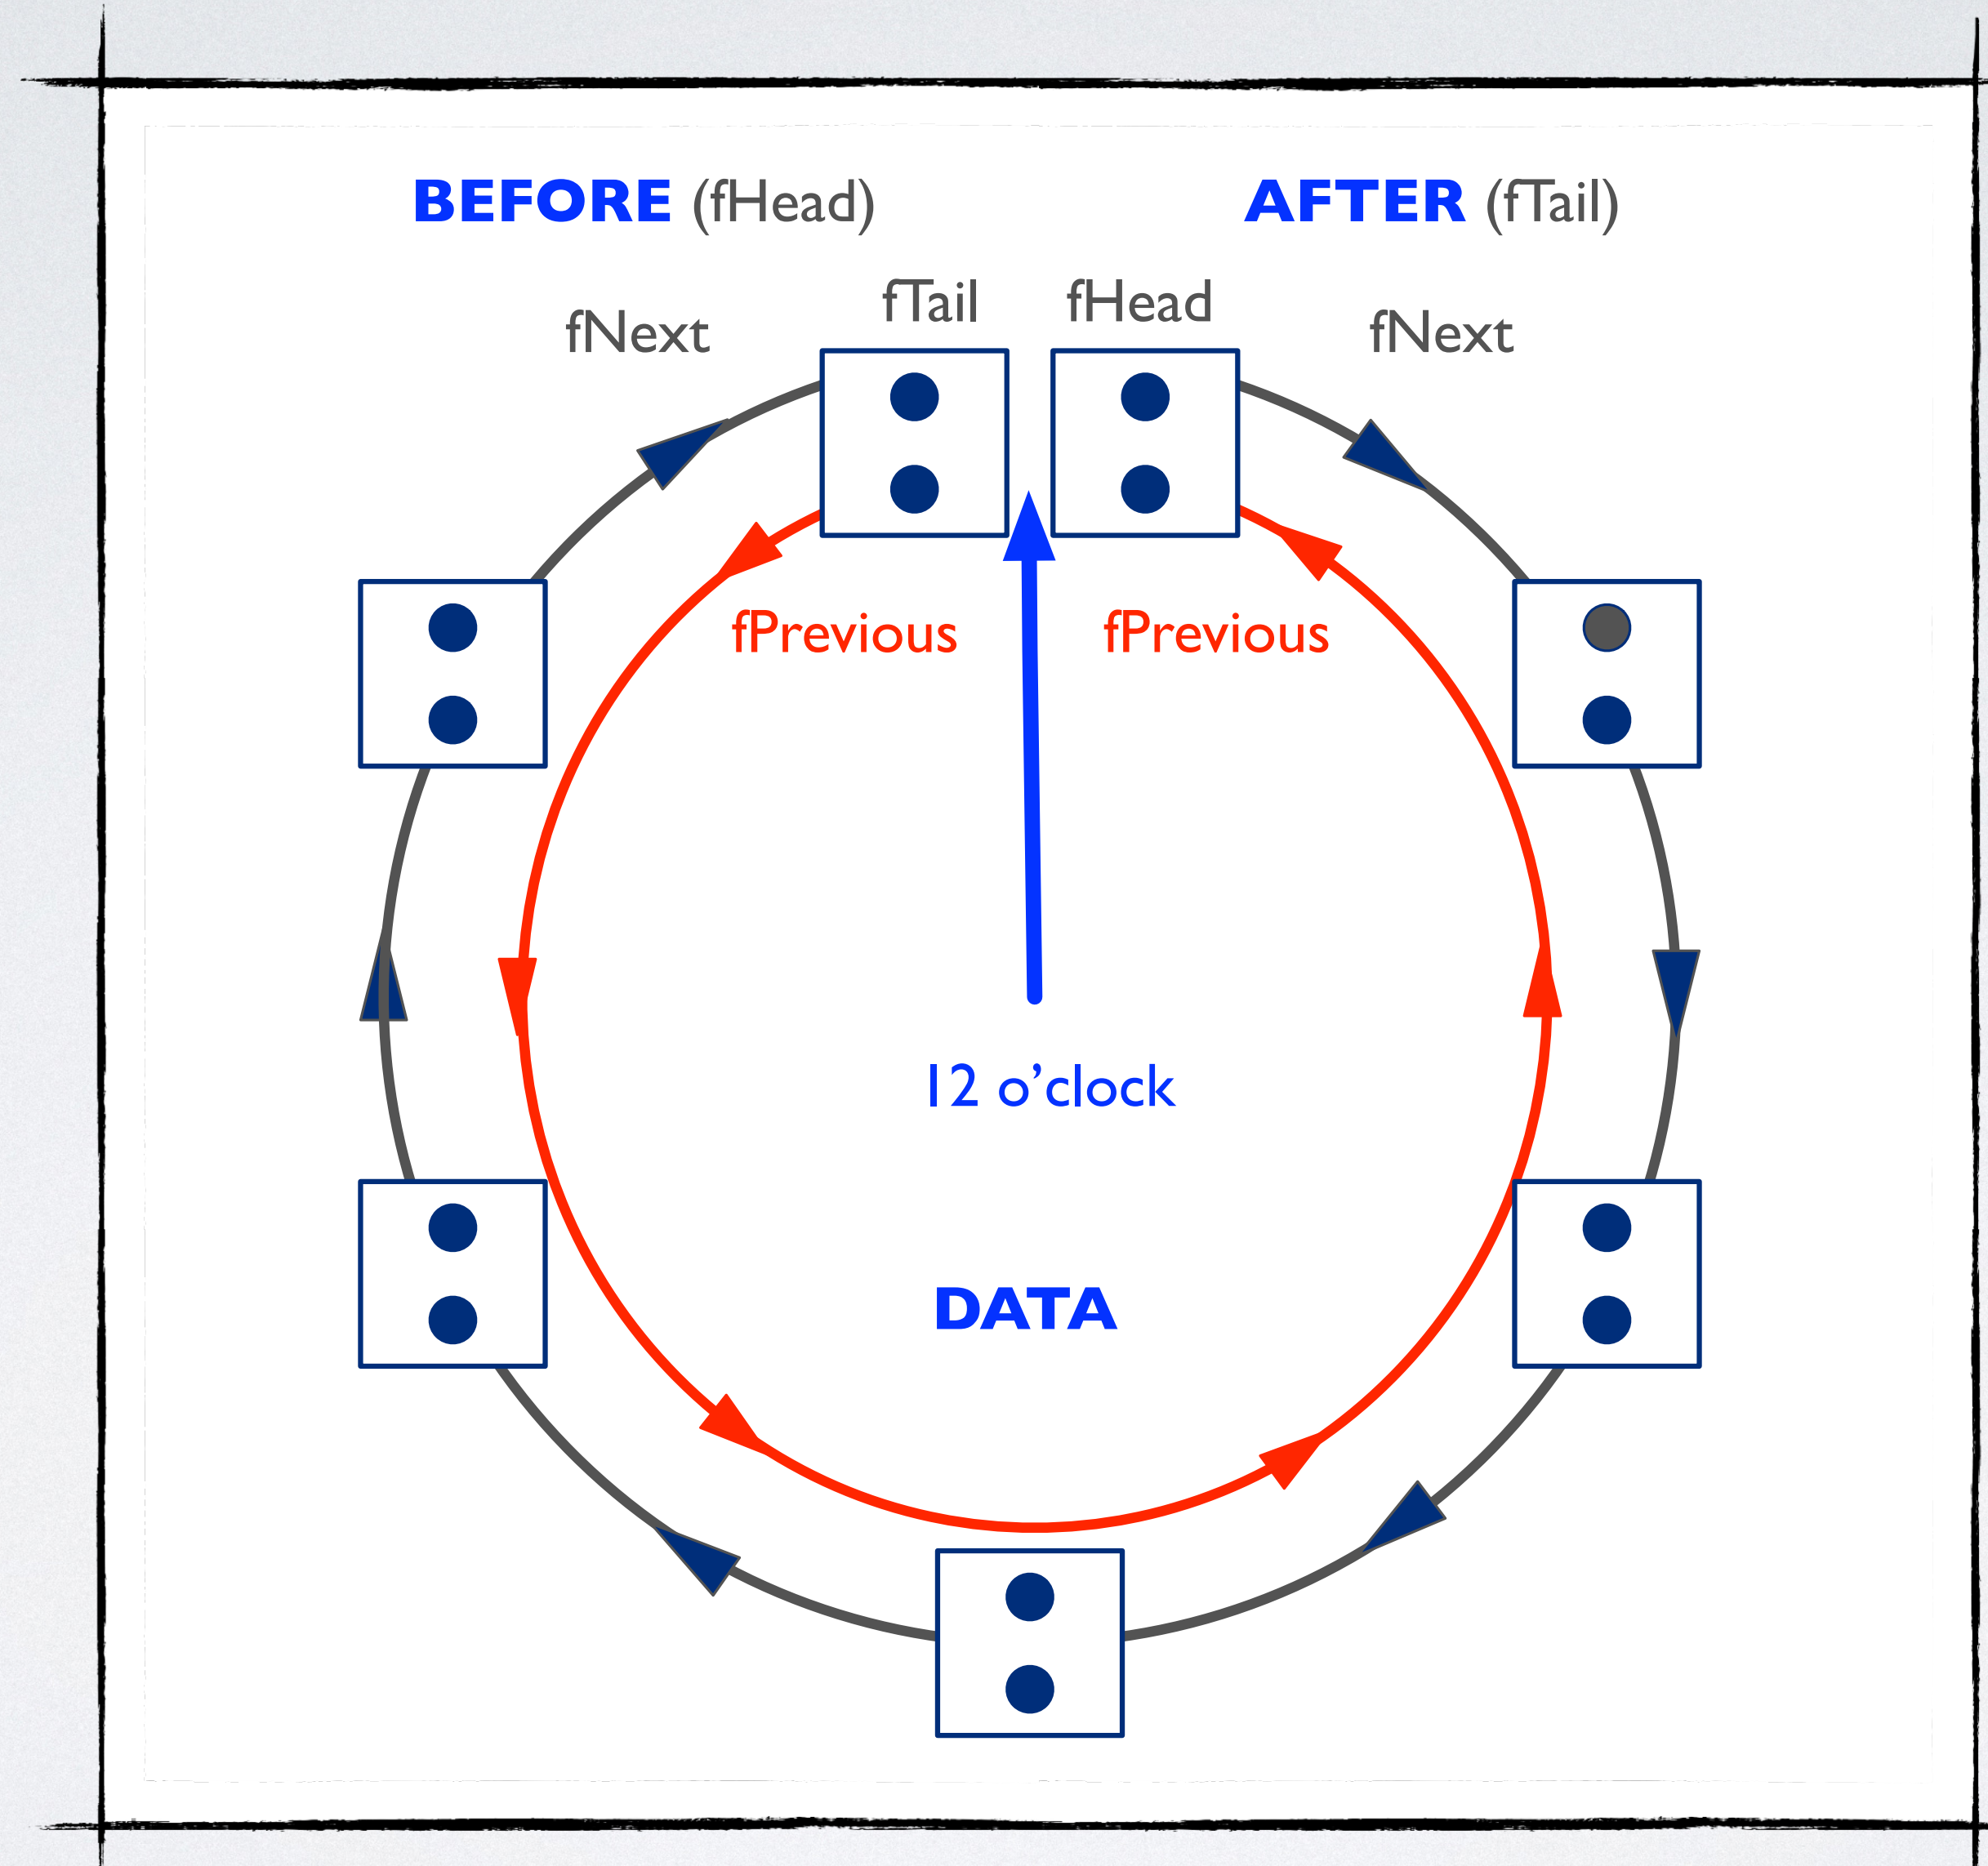 BEFORE (fHead)
AFTER (fTail)
fNext
fTail
fHead
fNext
fPrevious
fPrevious
12 o’clock
DATA